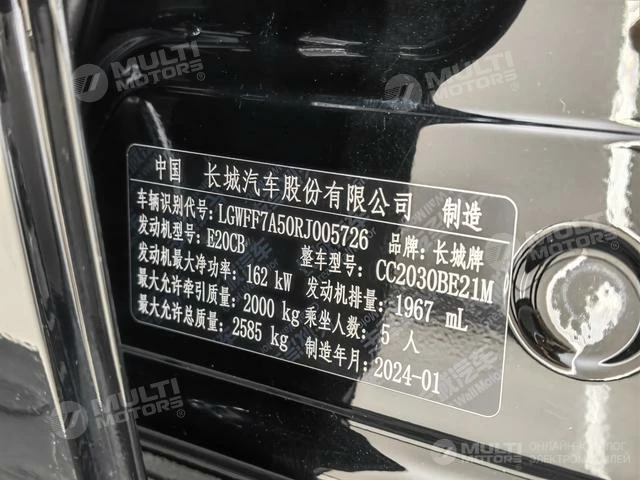 MULTI
MOTORS
MULTI
MOTORS
中国 长城汽车股份有限公司 制造
车辆识别代号: LGWFF7A50RJ005726 品牌: 长城牌
发动机型号: E20CB 整车型号: CC2030BE21M
发动机最大净功率: 162 kW 发动机排量: 1967 mL
最大允许牵引质量: 2000 kg 乘坐人数: 5 人
最大允许总质量: 2585 kg 制造年月: 2024-01
MULTI
MOTORS
MULTI
MOTORS
ОНЛАЙН-КАТАЛОГ
ЭЛЕКТРОМОБИЛЕЙ